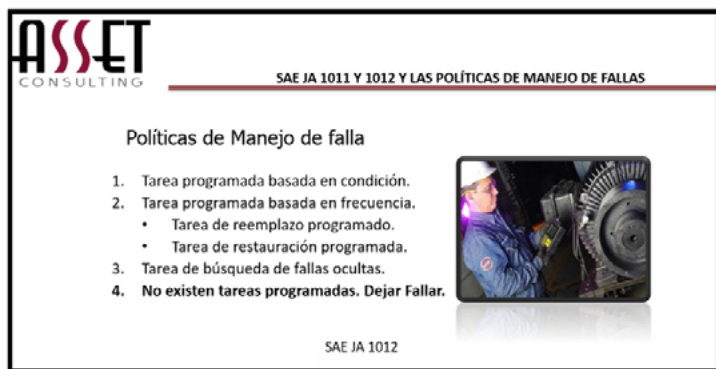 ASSET
CONSULTING
SAE JA 1011 Y 1012 Y LAS POLÍTICAS DE MANEJO DE FALLAS
Políticas de Manejo de falla
1. Tarea programada basada en condición.
2. Tarea programada basada en frecuencia.
• Tarea de reemplazo programado.
• Tarea de restauración programada.
3. Tarea de búsqueda de fallas ocultas.
4. No existen tareas programadas. Dejar Fallar.
SAE JA 1012